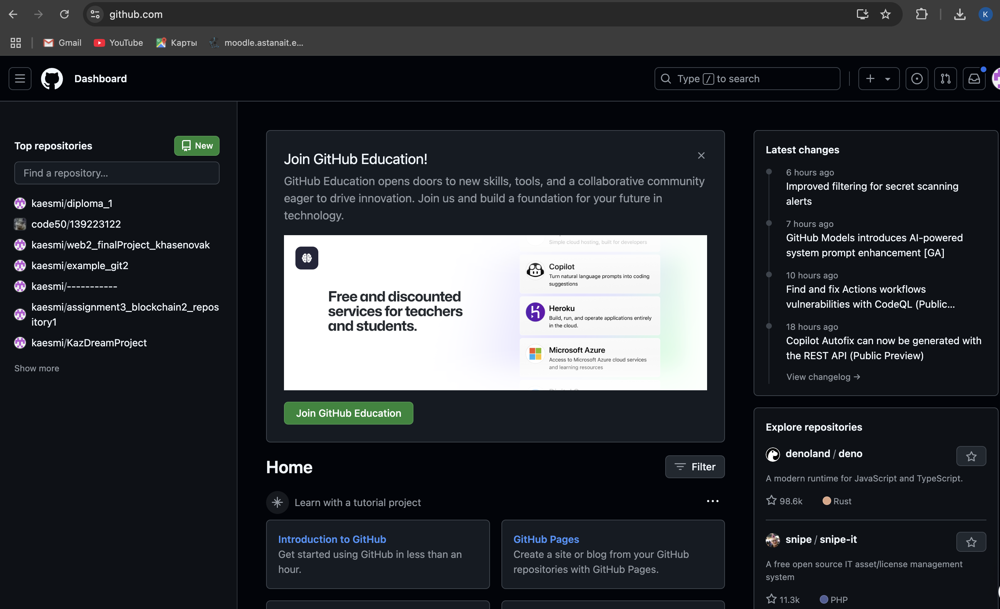 github.com
K
Gmail
YouTube
Карты
moodle.astanait.e...
Dashboard
Type / to search
Top repositories
New
Find a repository...
kaesmi/diploma_1
code50/139223122
kaesmi/web2_finalProject_khasenovak
kaesmi/example_git2
kaesmi/-----------
kaesmi/assignment3_blockchain2_repos
itory1
kaesmi/KazDreamProject
Show more
Join GitHub Education!
GitHub Education opens doors to new skills, tools, and a collaborative community
eager to drive innovation. Join us and build a foundation for your future in
technology.
Free and discounted
services for teachers
and students.
Simple cloud hosting, built for developers
Copilot
Turn natural language prompts into coding
suggestions
Heroku
Build, run, and operate applications entirely
in the cloud.
Microsoft Azure
Access to Microsoft Azure cloud services
and learning resources
Join GitHub Education
Home
Filter
Learn with a tutorial project
Introduction to GitHub
Get started using GitHub in less than an
hour.
GitHub Pages
Create a site or blog from your GitHub
repositories with GitHub Pages.
Latest changes
6 hours ago
Improved filtering for secret scanning
alerts
7 hours ago
GitHub Models introduces AI-powered
system prompt enhancement [GA]
10 hours ago
Find and fix Actions workflows
vulnerabilities with CodeQL (Public...
18 hours ago
Copilot Autofix can now be generated with
the REST API (Public Preview)
View changelog →
Explore repositories
denoland / deno
A modern runtime for JavaScript and TypeScript.
98.6k
Rust
snipe / snipe-it
A free open source IT asset/license management
system
11.3k
PHP